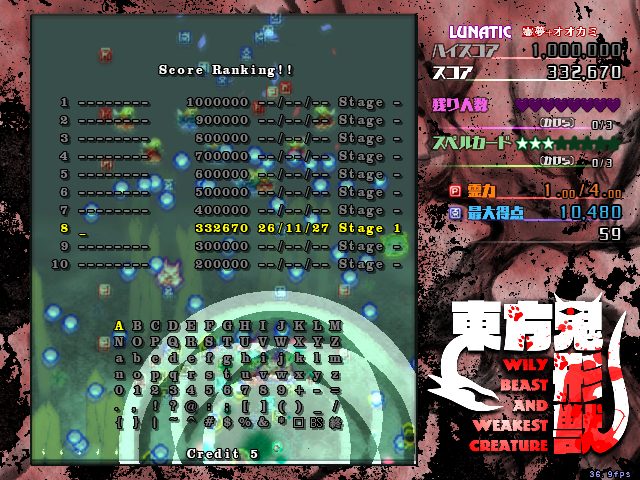 Score Ranking!!
1 -------- 1000000 --/--/-- Stage -
2 -------- 900000 --/--/-- Stage -
3 -------- 800000 --/--/-- Stage -
4 -------- 700000 --/--/-- Stage -
5 -------- 600000 --/--/-- Stage -
6 -------- 500000 --/--/-- Stage -
7 -------- 400000 --/--/-- Stage -
8 _ 332670 26/11/27 Stage 1
9 -------- 300000 --/--/-- Stage -
10 -------- 200000 --/--/-- Stage -
A B C D E F G H I J K L M
N O P Q R S T U V W X Y Z
a b c d e f g h i j k l m
n o p q r s t u v w x y z
0 1 2 3 4 5 6 7 8 9 + - =
. , ! ? @ : ; [ ] ( ) _ /
{ } | ~ ^ # $ % & * □ BS 終
Credit 5
LUNATIC 霊夢+オオカミ
ハイスコア 1,000,000
スコア 332,670
残り人数
(かけら) 0/3
スペルカード ★★★★★★★★★
(かけら) 0/3
P 霊力 1.00/4.00
最大得点 10,480
59
東方鬼形獣
WILY
BEAST
AND
WEAKEST
CREATURE
36.9fps